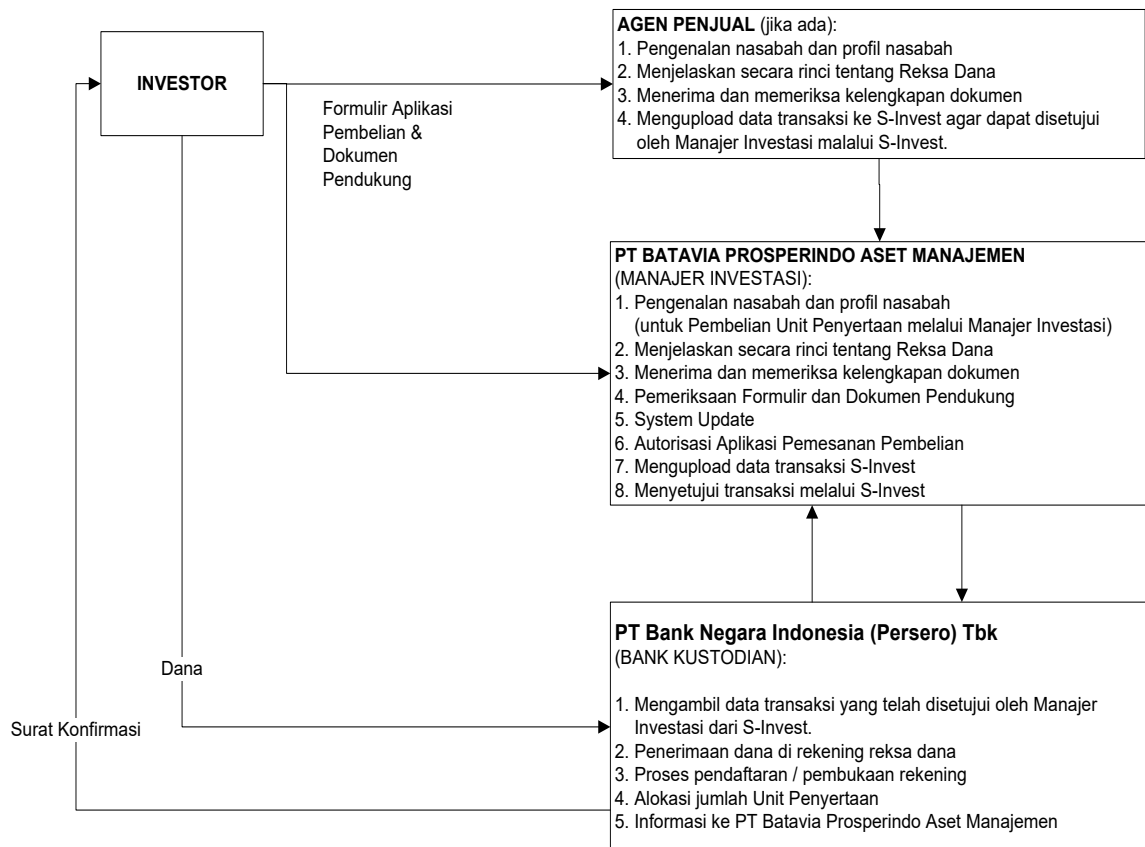 INVESTOR
Formulir Aplikasi
Pembelian &
Dokumen
Pendukung
AGEN PENJUAL (jika ada):
1. Pengenalan nasabah dan profil nasabah
2. Menjelaskan secara rinci tentang Reksa Dana
3. Menerima dan memeriksa kelengkapan dokumen
4. Mengupload data transaksi ke S-Invest agar dapat disetujui
oleh Manajer Investasi malalui S-Invest.
PT BATAVIA PROSPERINDO ASET MANAJEMEN
(MANAJER INVESTASI):
1. Pengenalan nasabah dan profil nasabah
(untuk Pembelian Unit Penyertaan melalui Manajer Investasi)
2. Menjelaskan secara rinci tentang Reksa Dana
3. Menerima dan memeriksa kelengkapan dokumen
4. Pemeriksaan Formulir dan Dokumen Pendukung
5. System Update
6. Autorisasi Aplikasi Pemesanan Pembelian
7. Mengupload data transaksi S-Invest
8. Menyetujui transaksi melalui S-Invest
Dana
Surat Konfirmasi
PT Bank Negara Indonesia (Persero) Tbk
(BANK KUSTODIAN):
1. Mengambil data transaksi yang telah disetujui oleh Manajer
Investasi dari S-Invest.
2. Penerimaan dana di rekening reksa dana
3. Proses pendaftaran / pembukaan rekening
4. Alokasi jumlah Unit Penyertaan
5. Informasi ke PT Batavia Prosperindo Aset Manajemen